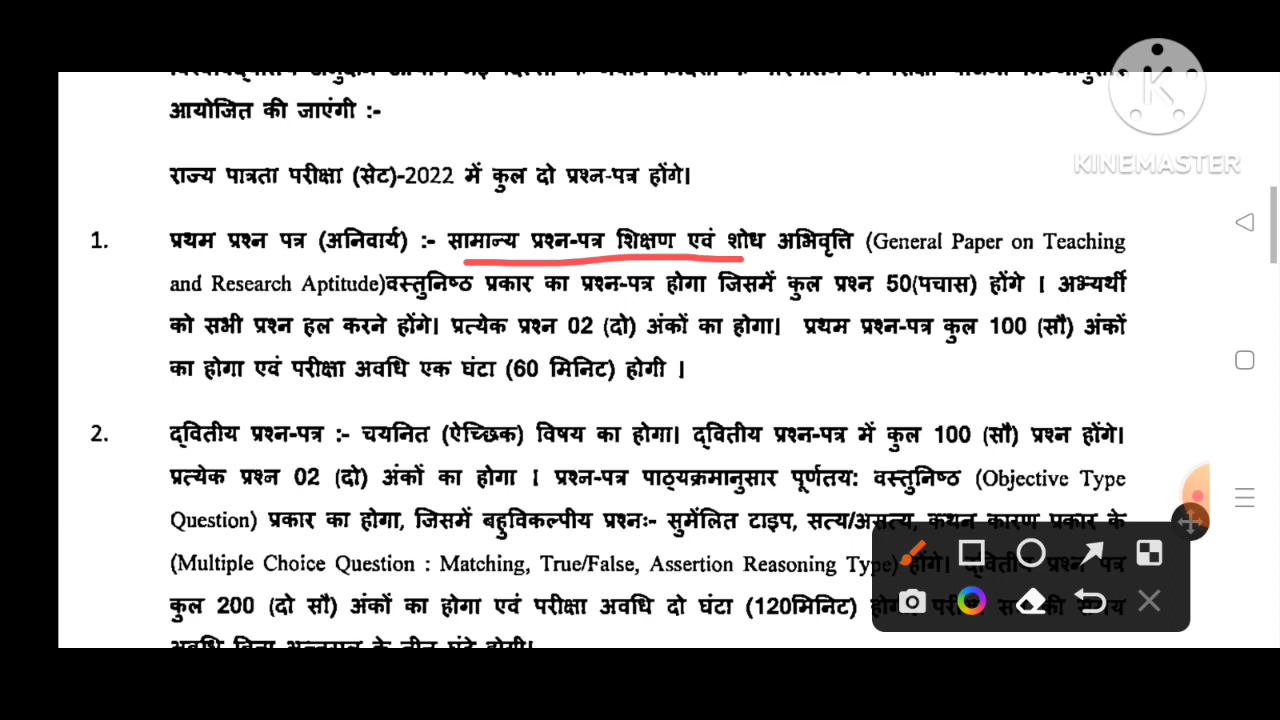 आयोजित की जाएंगी :-
KINEMASTER
राज्य पात्रता परीक्षा (सेट)-2022 में कुल दो प्रश्न-पत्र होंगे।
1. प्रथम प्रश्न पत्र (अनिवार्य) :- सामान्य प्रश्न-पत्र शिक्षण एवं शोध अभिवृत्ति (General Paper on Teaching
and Research Aptitude)वस्तुनिष्ठ प्रकार का प्रश्न-पत्र होगा जिसमें कुल प्रश्न 50(पचास) होंगे । अभ्यर्थी
को सभी प्रश्न हल करने होंगे। प्रत्येक प्रश्न 02 (दो) अंकों का होगा। प्रथम प्रश्न-पत्र कुल 100 (सौ) अंकों
का होगा एवं परीक्षा अवधि एक घंटा (60 मिनिट) होगी ।
2. द्वितीय प्रश्न-पत्र :- चयनित (ऐच्छिक) विषय का होगा। द्वितीय प्रश्न-पत्र में कुल 100 (सौ) प्रश्न होंगे।
प्रत्येक प्रश्न 02 (दो) अंकों का होगा । प्रश्न-पत्र पाठ्यक्रमानुसार पूर्णतय: वस्तुनिष्ठ (Objective Type
Question) प्रकार का होगा, जिसमें बहुविकल्पीय प्रश्नः- सुमेंलित टाइप, सत्य/असत्य, कथन कारण प्रकार के
(Multiple Choice Question : Matching, True/False, Assertion Reasoning Type) होंगे। द्वितीय प्रश्न पत्र
कुल 200 (दो सौ) अंकों का होगा एवं परीक्षा अवधि दो घंटा (120मिनिट)